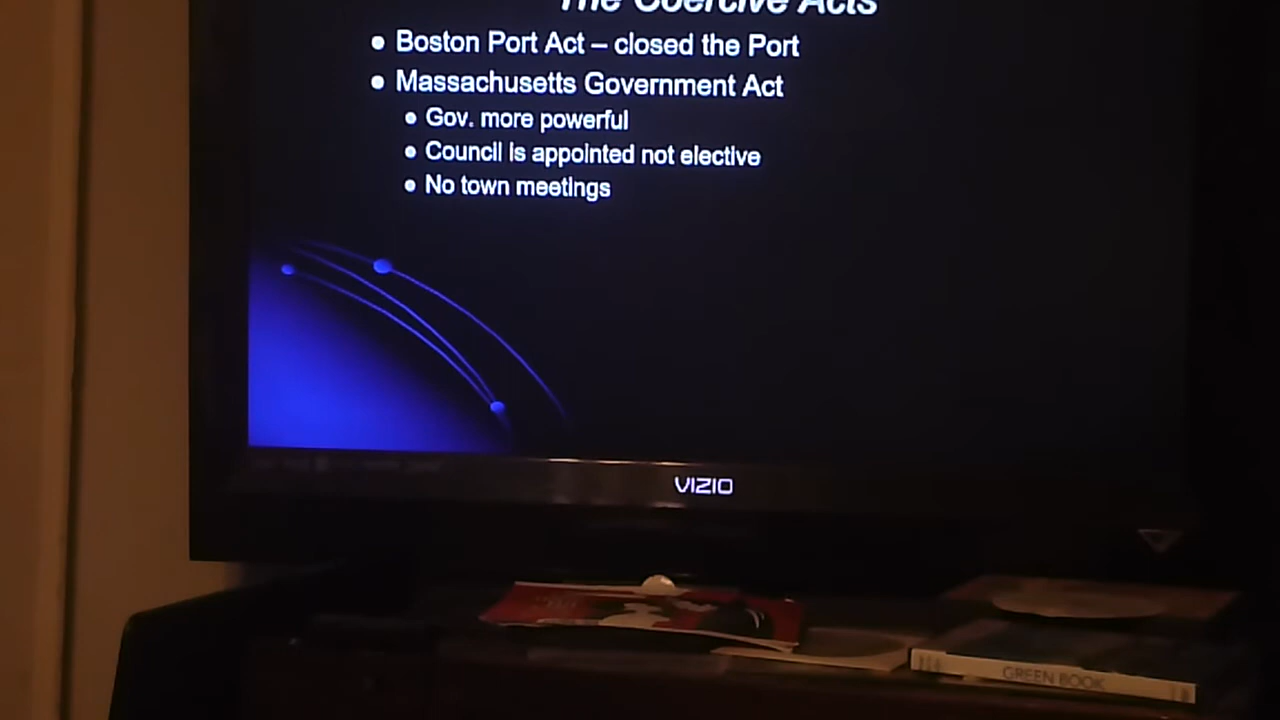 The Coercive Acts
Boston Port Act – closed the Port
Massachusetts Government Act
Gov. more powerful
Council is appointed not elective
No town meetings
VIZIO
GREEN BOOK